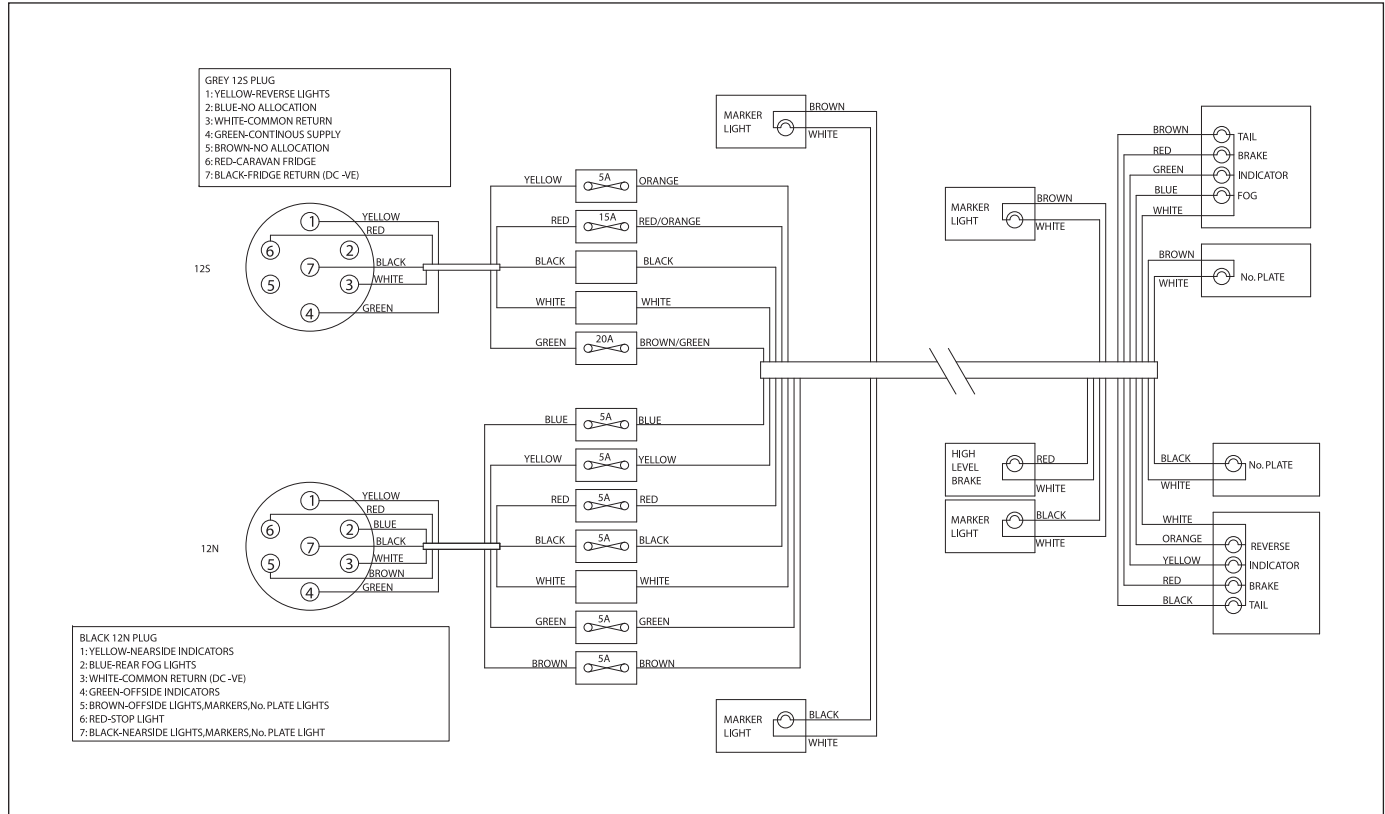 GREY 12S PLUG
1: YELLOW-REVERSE LIGHTS
2: BLUE-NO ALLOCATION
3: WHITE-COMMON RETURN
4: GREEN-CONTINOUS SUPPLY
5: BROWN-NO ALLOCATION
6: RED-CARAVAN FRIDGE
7: BLACK-FRIDGE RETURN (DC -VE)
12S
1
2
3
4
5
6
7
YELLOW
RED
BLACK
WHITE
GREEN
YELLOW 5A ORANGE
RED 15A RED/ORANGE
BLACK BLACK
WHITE WHITE
GREEN 20A BROWN/GREEN
12N
1
2
3
4
5
6
7
YELLOW
RED
BLUE
BLACK
WHITE
BROWN
GREEN
BLUE 5A BLUE
YELLOW 5A YELLOW
RED 5A RED
BLACK 5A BLACK
WHITE WHITE
GREEN 5A GREEN
BROWN 5A BROWN
BLACK 12N PLUG
1: YELLOW-NEARSIDE INDICATORS
2: BLUE-REAR FOG LIGHTS
3: WHITE-COMMON RETURN (DC -VE)
4: GREEN-OFFSIDE INDICATORS
5: BROWN-OFFSIDE LIGHTS,MARKERS,No. PLATE LIGHTS
6: RED-STOP LIGHT
7: BLACK-NEARSIDE LIGHTS,MARKERS,No. PLATE LIGHT
MARKER
LIGHT
BROWN
WHITE
MARKER
LIGHT
BLACK
WHITE
MARKER
LIGHT
BROWN
WHITE
HIGH
LEVEL
BRAKE
RED
WHITE
MARKER
LIGHT
BLACK
WHITE
BROWN TAIL
RED BRAKE
GREEN INDICATOR
BLUE FOG
WHITE
BROWN
WHITE
No. PLATE
BLACK
WHITE
No. PLATE
WHITE
ORANGE REVERSE
YELLOW INDICATOR
RED BRAKE
BLACK TAIL